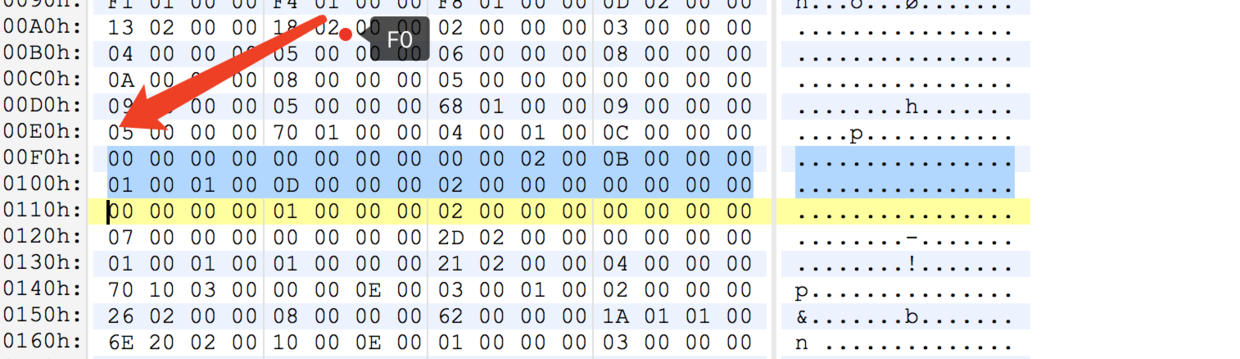 00A0h: 13 02 00 00 18 02 00 00 02 00 00 00 03 00 00 00 ................
F0
00B0h: 04 00 00 00 05 00 00 00 06 00 00 00 08 00 00 00 ................
00C0h: 0A 00 00 08 00 00 00 05 00 00 00 00 00 00 00 ................
00D0h: 09 00 00 05 00 00 00 68 01 00 00 09 00 00 00 ........h.......
00E0h: 05 00 00 00 70 01 00 00 04 00 01 00 0C 00 00 00 ....p...........
00F0h: 00 00 00 00 00 00 00 00 00 00 02 00 0B 00 00 00 ................
0100h: 01 00 01 00 0D 00 00 00 02 00 00 00 00 00 00 00 ................
0110h: 00 00 00 00 01 00 00 00 02 00 00 00 00 00 00 00 ................
0120h: 07 00 00 00 00 00 00 00 2D 02 00 00 00 00 00 00 ........-.......
0130h: 01 00 01 00 01 00 00 00 21 02 00 00 04 00 00 00 ........!.......
0140h: 70 10 03 00 00 00 0E 00 03 00 01 00 02 00 00 00 p...............
0150h: 26 02 00 00 08 00 00 00 62 00 00 00 1A 01 01 00 &.......b.......
0160h: 6E 20 02 00 10 00 0E 00 01 00 00 00 03 00 00 00 n ..............